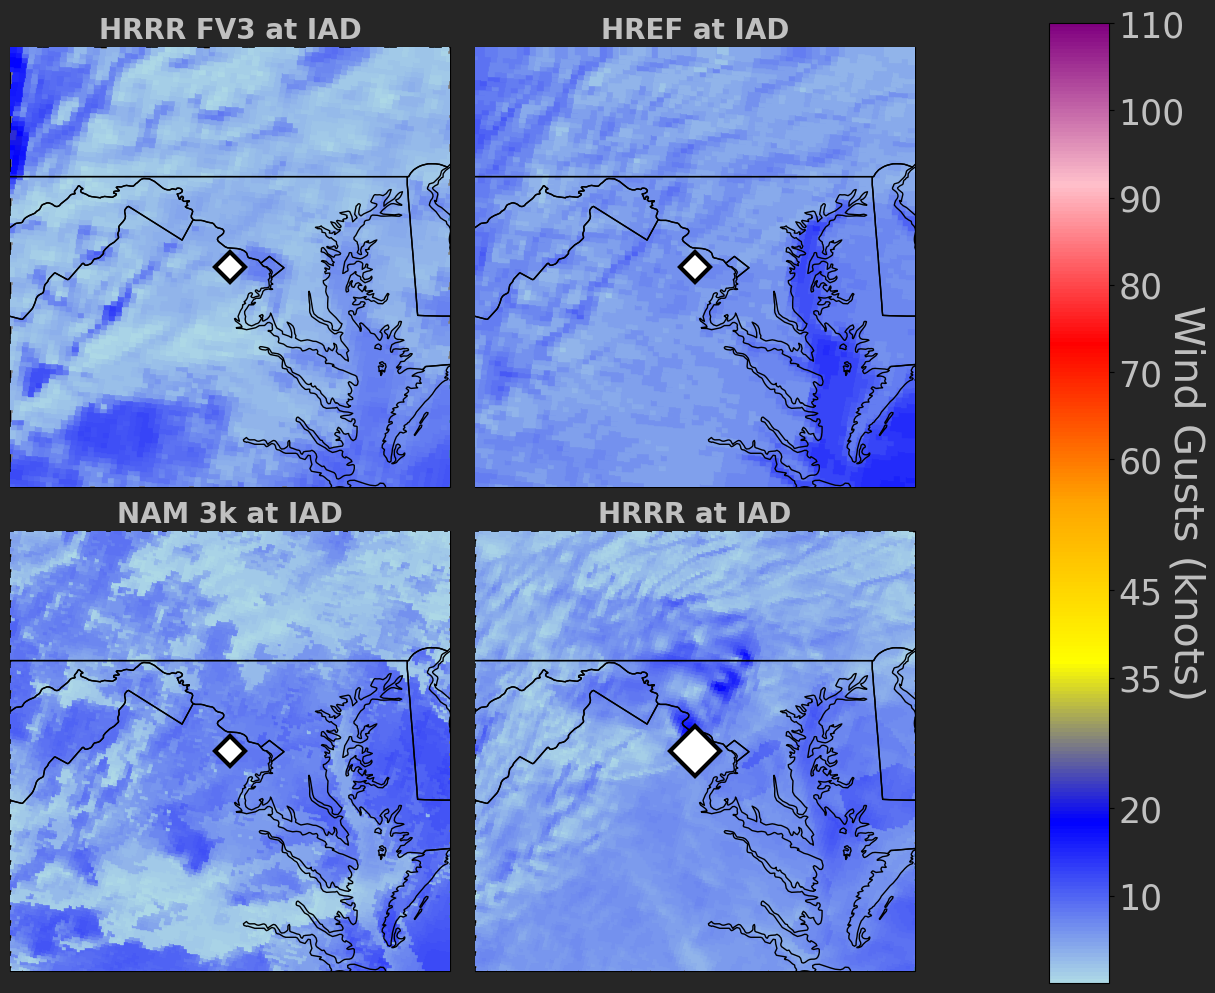 HRRR FV3 at IAD
HREF at IAD
NAM 3k at IAD
HRRR at IAD
110
100
90
80
70
60
45
35
20
10
Wind Gusts (knots)